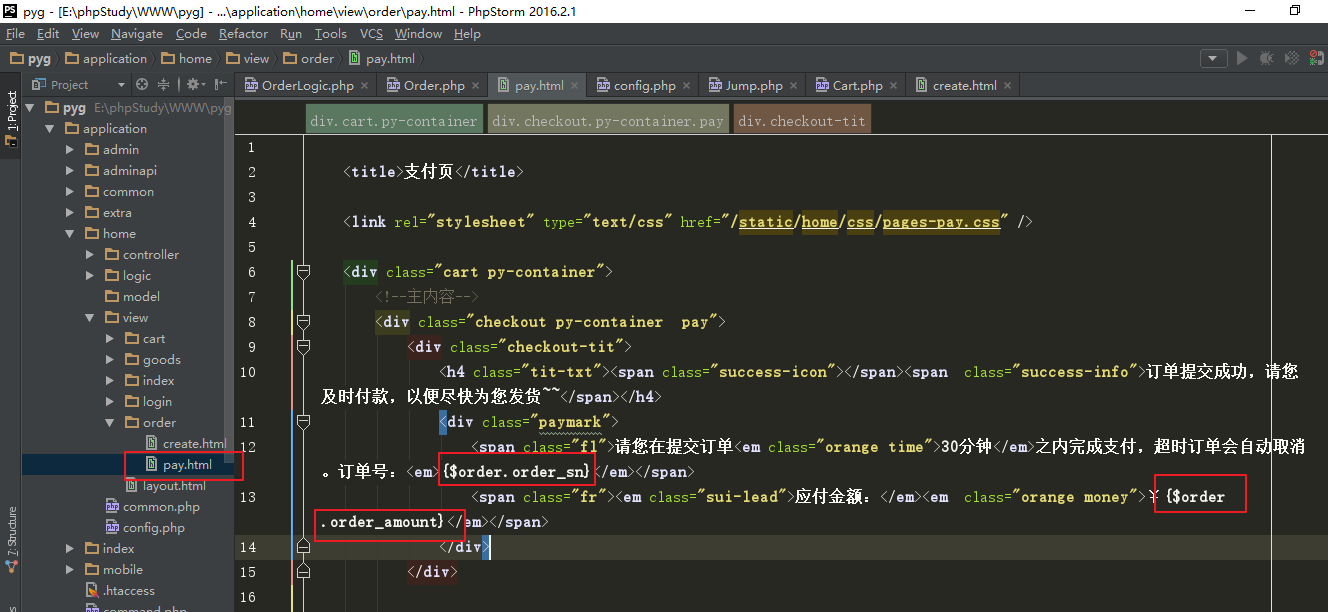 pyg - [E:\phpStudy\WWW\pyg] - ...\application\home\view\order\pay.html - PhpStorm 2016.2.1
File Edit View Navigate Code Refactor Run Tools VCS Window Help
pyg application home view order pay.html
Project OrderLogic.php Order.php pay.html config.php Jump.php Cart.php create.html
1: Project
7: Structure
pyg E:\phpStudy\WWW\pyg
application
admin
adminapi
common
extra
home
controller
logic
model
view
cart
goods
index
login
order
create.html
pay.html
layout.html
common.php
config.php
index
mobile
.htaccess
command.php
div.cart.py-container div.checkout.py-container.pay div.checkout-tit
1
2 <title>支付页</title>
3
4 <link rel="stylesheet" type="text/css" href="/static/home/css/pages-pay.css" />
5
6 <div class="cart py-container">
7 <!--主内容-->
8 <div class="checkout py-container  pay">
9 <div class="checkout-tit">
10 <h4 class="tit-txt"><span class="success-icon"></span><span  class="success-info">订单提交成功，请您
及时付款，以便尽快为您发货~~</span></h4>
11 <div class="paymark">
12 <span class="fl">请您在提交订单<em class="orange time">30分钟</em>之内完成支付，超时订单会自动取消
。订单号：<em>{$order.order_sn}</em></span>
13 <span class="fr"><em class="sui-lead">应付金额：</em><em  class="orange money">￥{$order
.order_amount}</em></span>
14 </div>
15 </div>
16